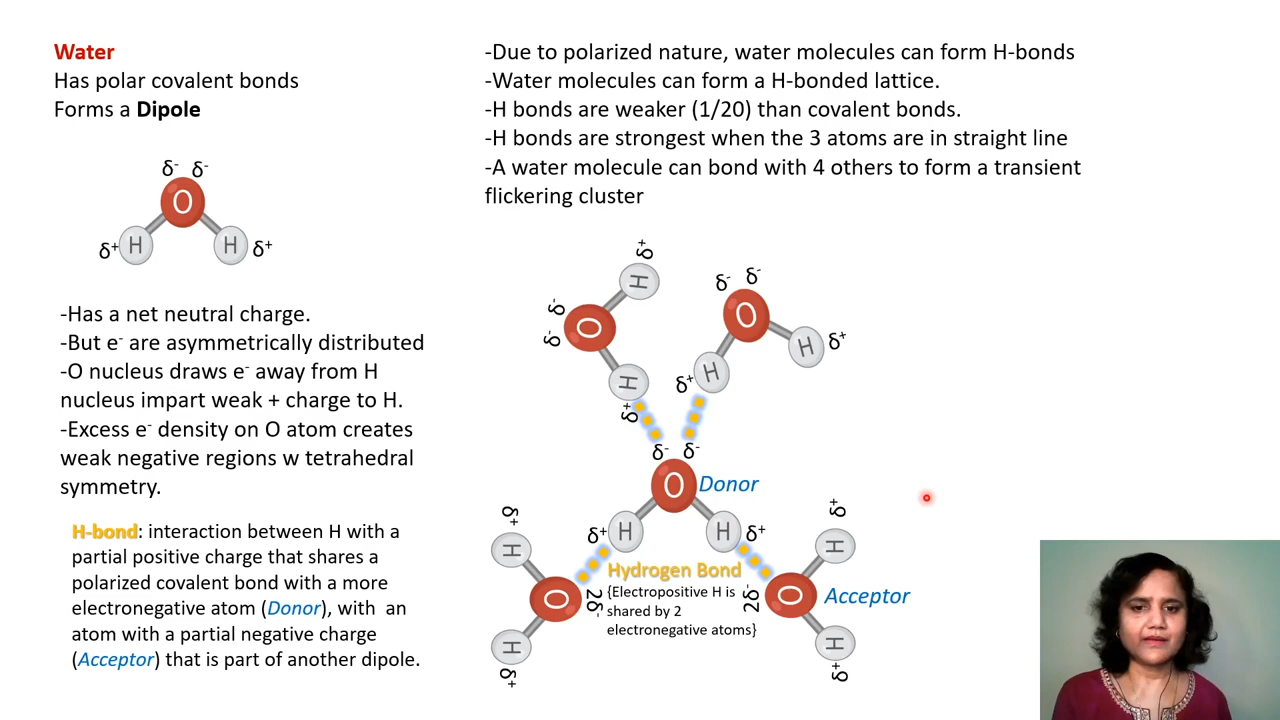 Water
Has polar covalent bonds
Forms a Dipole
δ⁻ δ⁻
O
δ⁺ H H δ⁺
-Has a net neutral charge.
-But e⁻ are asymmetrically distributed
-O nucleus draws e⁻ away from H
nucleus impart weak + charge to H.
-Excess e⁻ density on O atom creates
weak negative regions w tetrahedral
symmetry.
H-bond: interaction between H with a
partial positive charge that shares a
polarized covalent bond with a more
electronegative atom (Donor), with an
atom with a partial negative charge
(Acceptor) that is part of another dipole.
-Due to polarized nature, water molecules can form H-bonds
-Water molecules can form a H-bonded lattice.
-H bonds are weaker (1/20) than covalent bonds.
-H bonds are strongest when the 3 atoms are in straight line
-A water molecule can bond with 4 others to form a transient
flickering cluster
δ⁺
H
δ⁻
δ⁻
O
H
δ⁺
δ⁻ δ⁻
O
H δ⁺
H
δ⁺
δ⁻ δ⁻
O Donor
δ⁺ H H δ⁺
δ⁺
H
O 2δ⁻
H
δ⁺
Hydrogen Bond
{Electropositive H is
shared by 2
electronegative atoms}
δ⁺
H
2δ⁻ O Acceptor
H
δ⁺